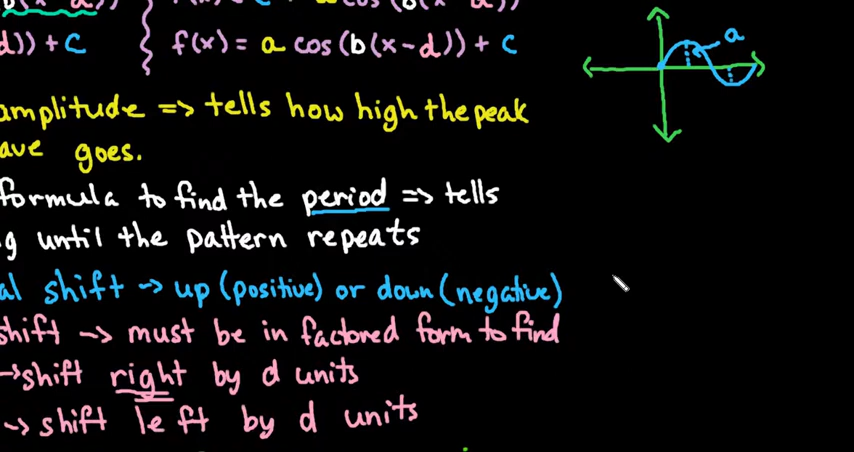 f(x) = a cos (b(x-d)) + c
d)) + c
a
amplitude => tells how high the peak
ave goes.
formula to find the period => tells
g until the pattern repeats
al shift -> up (positive) or down (negative)
shift -> must be in factored form to find
-> shift right by d units
-> shift left by d units